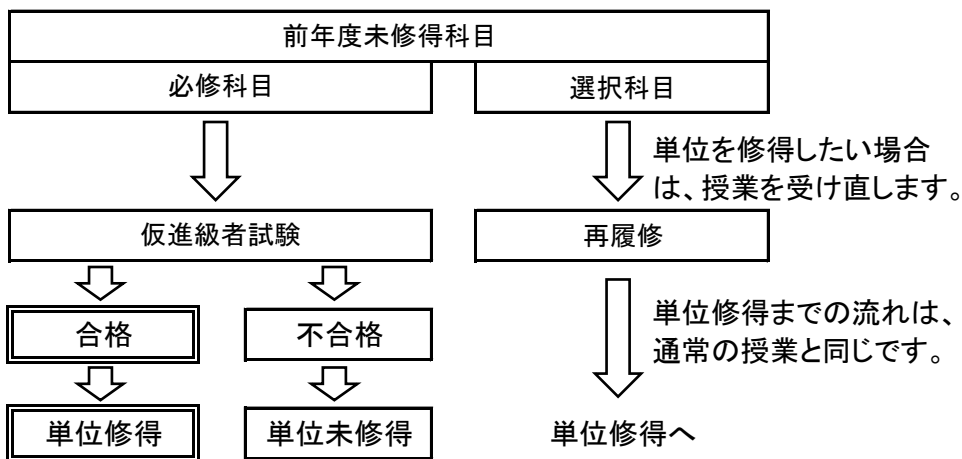 前年度未修得科目
必修科目
選択科目
単位を修得したい場合
は、授業を受け直します。
仮進級者試験
再履修
合格
不合格
単位修得までの流れは、
通常の授業と同じです。
単位修得
単位未修得
単位修得へ